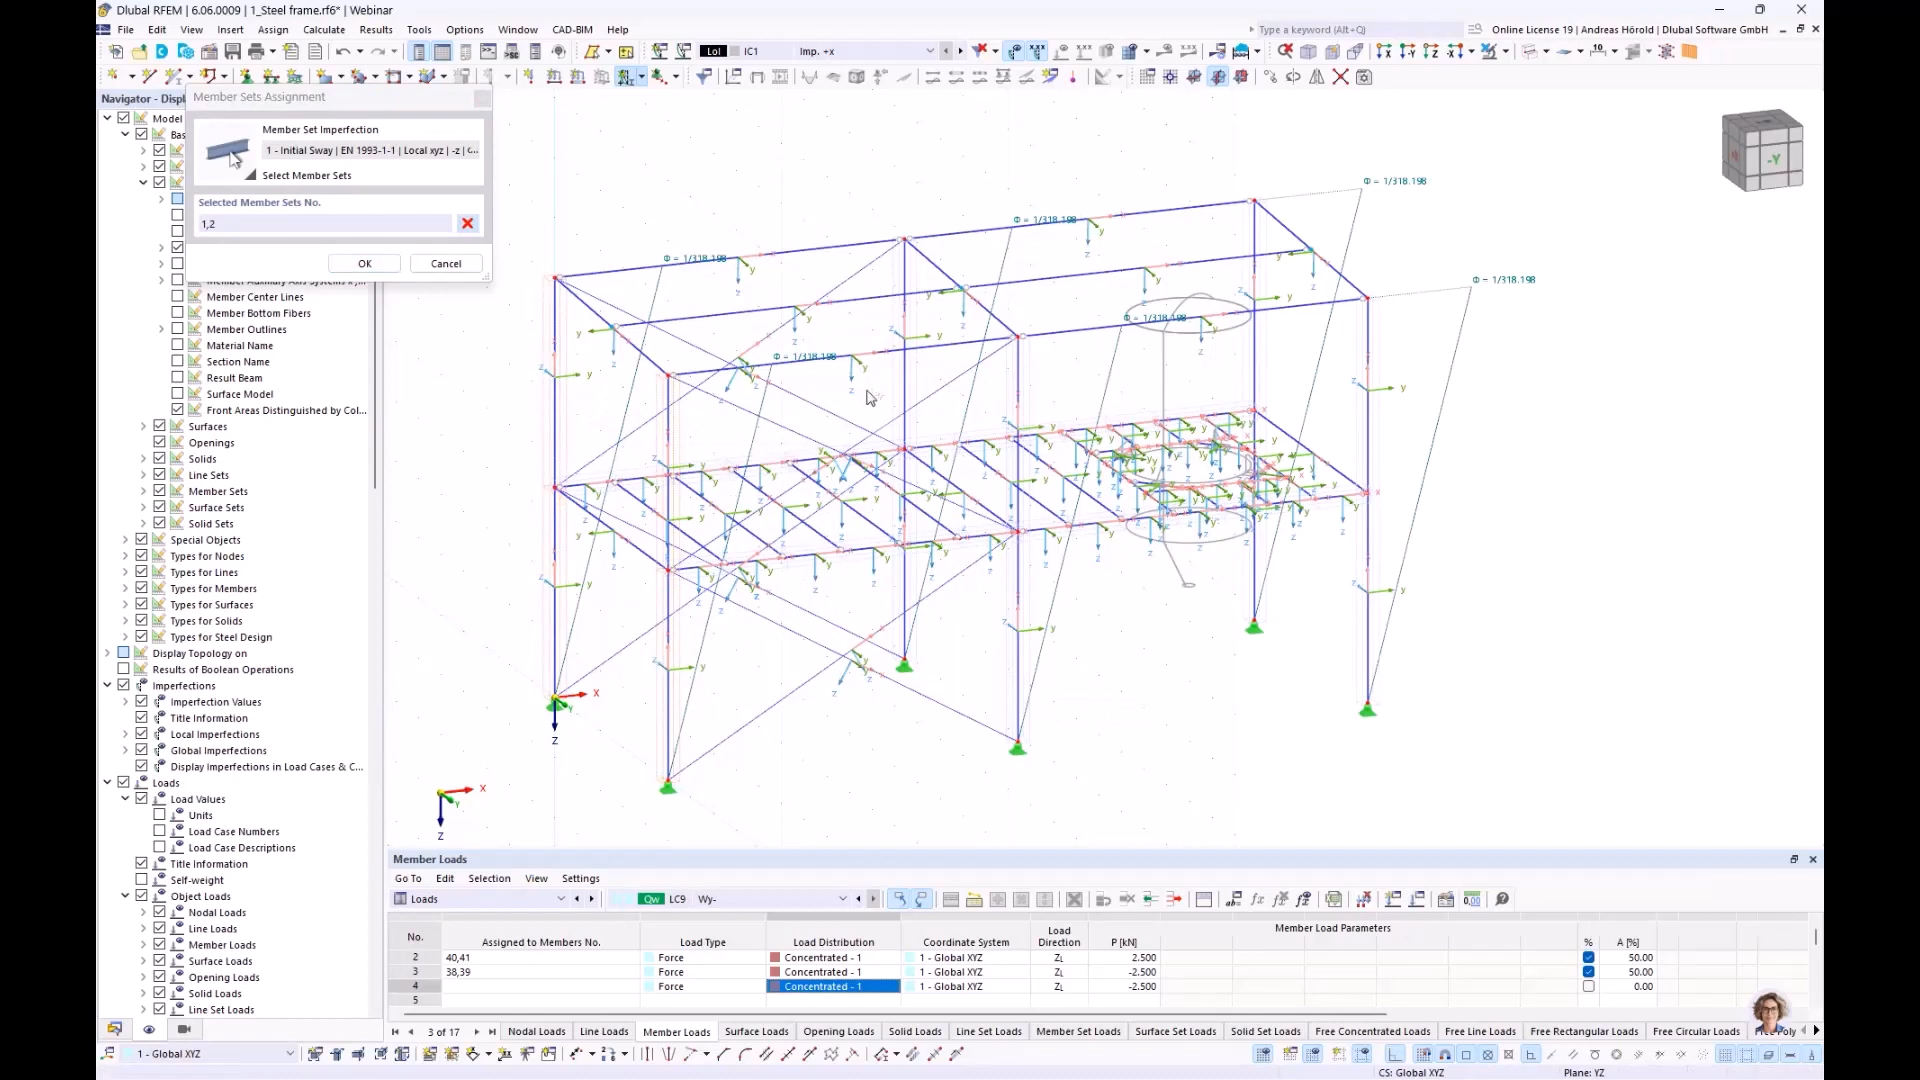 Dlubal RFEM | 6.06.0009 | 1_Steel frame.rf6* | Webinar
File Edit View Insert Assign Calculate Results Tools Options Window CAD-BIM Help
Type a keyword (Alt+Q)
Online License 19 | Andreas Hörold | Dlubal Software GmbH
LoI IC1 Imp. +x
Navigator - Displ
Member Sets Assignment
Member Set Imperfection
1 - Initial Sway | EN 1993-1-1 | Local xyz | -z | c...
Select Member Sets
Selected Member Sets No.
1,2
OK Cancel
Model
Bas
Member Center Lines
Member Bottom Fibers
Member Outlines
Material Name
Section Name
Result Beam
Surface Model
Front Areas Distinguished by Col...
Surfaces
Openings
Solids
Line Sets
Member Sets
Surface Sets
Solid Sets
Special Objects
Types for Nodes
Types for Lines
Types for Members
Types for Surfaces
Types for Solids
Types for Steel Design
Display Topology on
Results of Boolean Operations
Imperfections
Imperfection Values
Title Information
Local Imperfections
Global Imperfections
Display Imperfections in Load Cases & C...
Loads
Load Values
Units
Load Case Numbers
Load Case Descriptions
Title Information
Self-weight
Object Loads
Nodal Loads
Line Loads
Member Loads
Surface Loads
Opening Loads
Solid Loads
Line Set Loads
Φ = 1/318.198
Φ = 1/318.198
Φ = 1/318.198
Φ = 1/318.198
Φ = 1/318.198
Φ = 1/318.198
-Y
X
Y
Z
X
Y
Z
Member Loads
Go To Edit Selection View Settings
Loads
Qw LC9 Wy-
No. Assigned to Members No. Load Type Load Distribution Coordinate System Load Direction P [kN] Member Load Parameters % A [%]
2 40,41 Force Concentrated - 1 1 - Global XYZ ZL 2.500 50.00
3 38,39 Force Concentrated - 1 1 - Global XYZ ZL -2.500 50.00
4 Force Concentrated - 1 1 - Global XYZ ZL -2.500 0.00
5
3 of 17 Nodal Loads Line Loads Member Loads Surface Loads Opening Loads Solid Loads Line Set Loads Member Set Loads Surface Set Loads Solid Set Loads Free Concentrated Loads Free Line Loads Free Rectangular Loads Free Circular Loads
1 - Global XYZ
CS: Global XYZ Plane: YZ